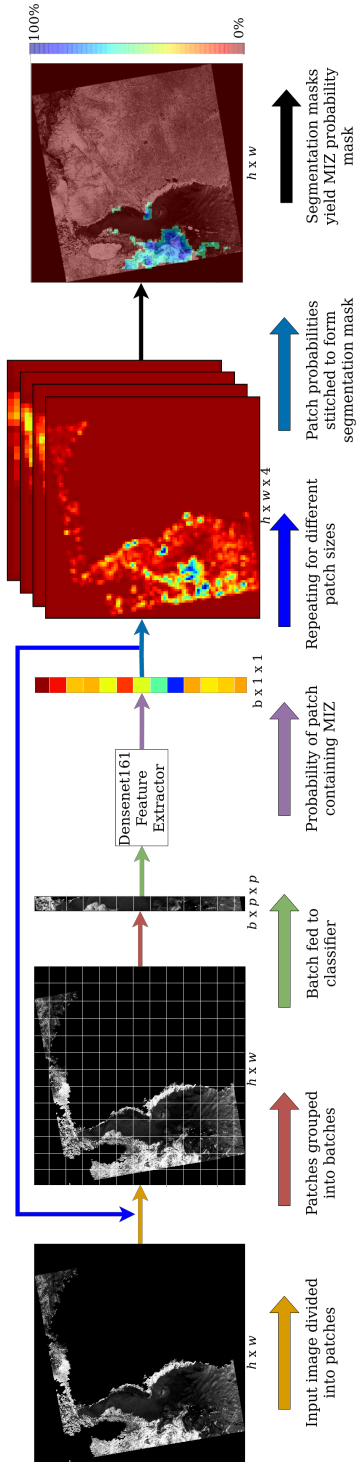 h x w
h x w
b x p x p
Densenet161
Feature
Extractor
b x 1 x 1
h x w x 4
h x w
100%
0%
Input image divided
into patches
Patches grouped
into batches
Batch fed to
classifier
Probability of patch
containing MIZ
Repeating for different
patch sizes
Patch probabilities
stitched to form
segmentation mask
Segmentation masks
yield MIZ probability
mask